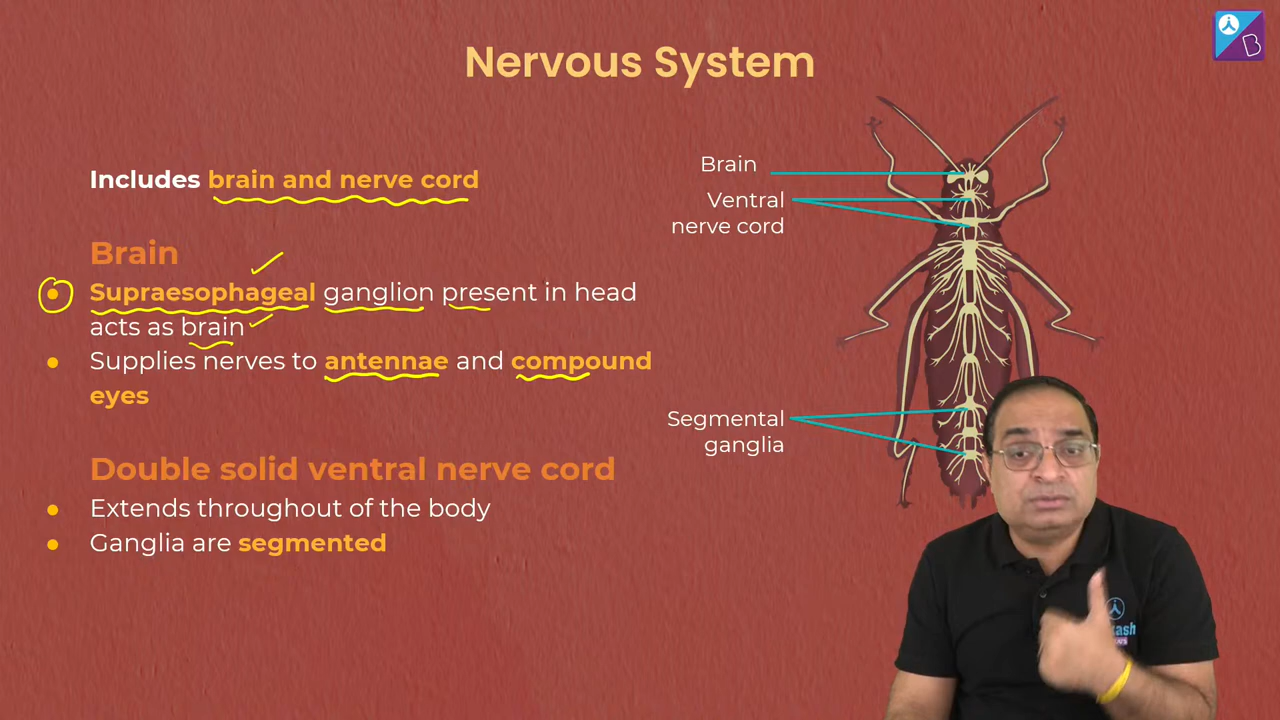 Nervous System
Includes brain and nerve cord
Brain
Supraesophageal ganglion present in head
acts as brain
Supplies nerves to antennae and compound
eyes
Double solid ventral nerve cord
Extends throughout of the body
Ganglia are segmented
Brain
Ventral
nerve cord
Segmental
ganglia
B